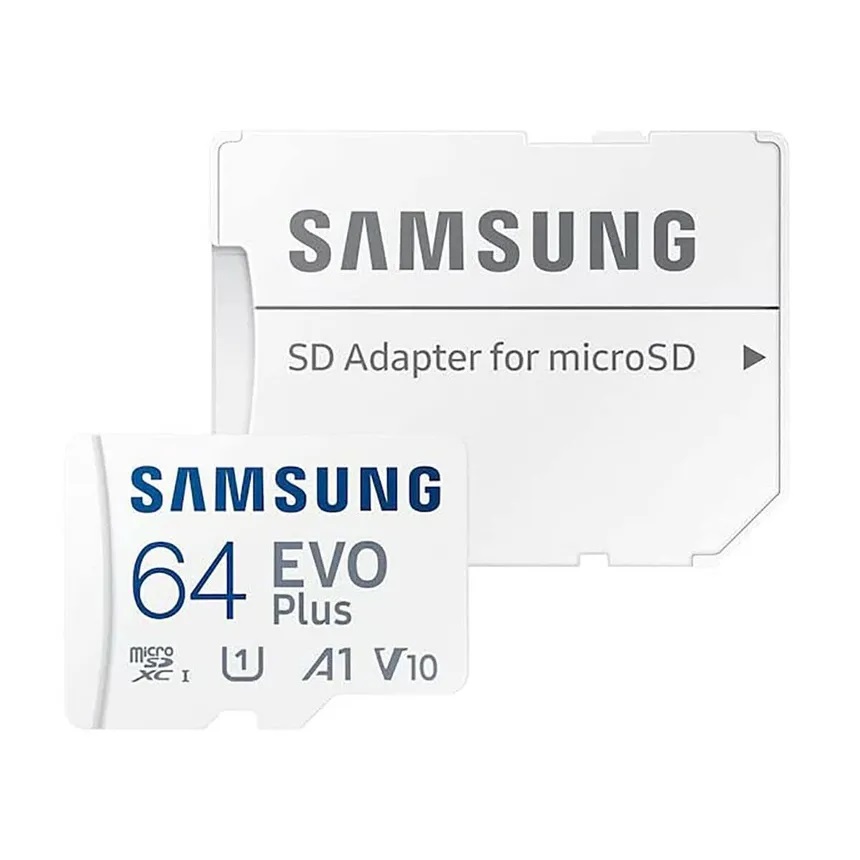 SAMSUNG
SD Adapter for microSD ▶
SAMSUNG
64 EVO Plus
micro SD XC I U1 A1 V10